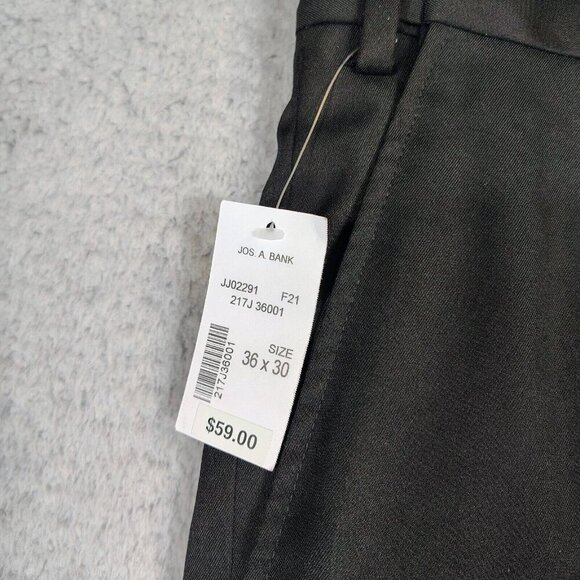 JOS. A. BANK
JJ02291 F21
217J 36001
SIZE
36 x 30
217J36001
$59.00